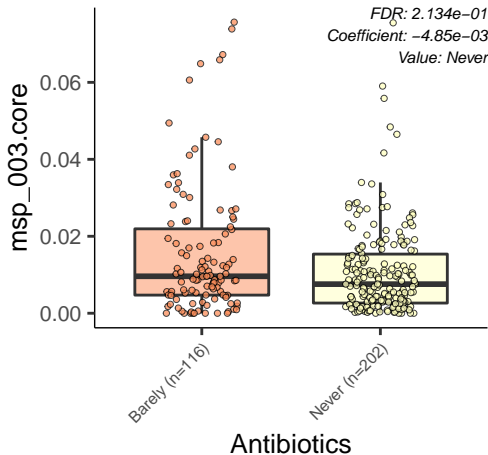 FDR: 2.134e−01
Coefficient: −4.85e−03
Value: Never
msp_003.core
0.06
0.04
0.02
0.00
Barely (n=116)
Never (n=202)
Antibiotics